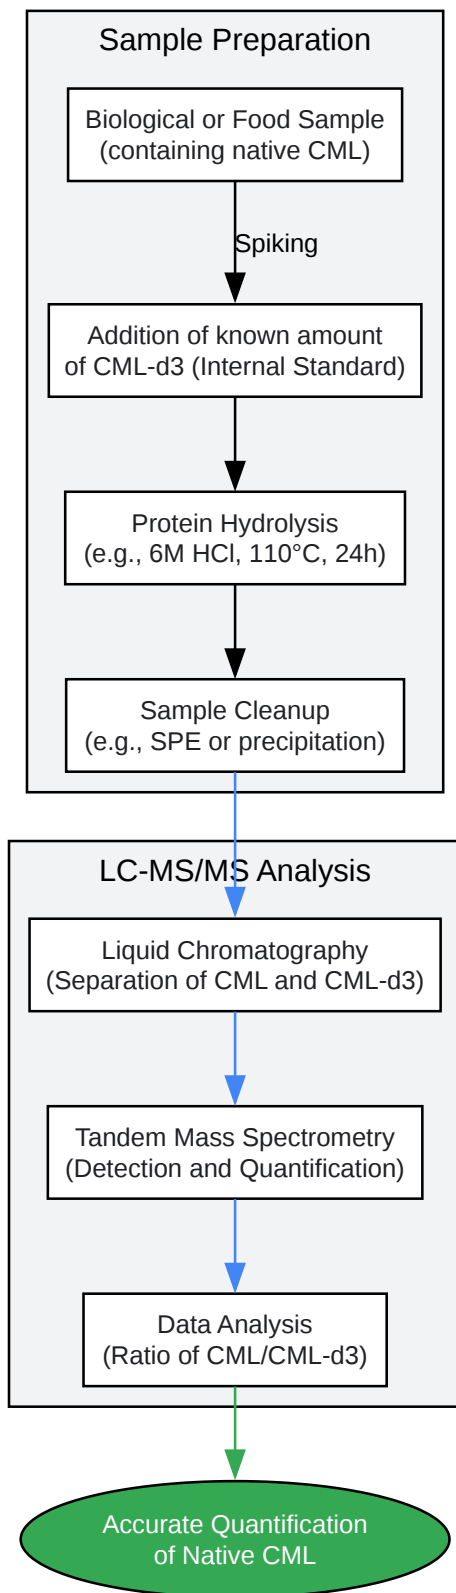 Sample Preparation
Biological or Food Sample
(containing native CML)
Spiking
Addition of known amount
of CML-d3 (Internal Standard)
Protein Hydrolysis
(e.g., 6M HCl, 110°C, 24h)
Sample Cleanup
(e.g., SPE or precipitation)
LC-MS/MS Analysis
Liquid Chromatography
(Separation of CML and CML-d3)
Tandem Mass Spectrometry
(Detection and Quantification)
Data Analysis
(Ratio of CML/CML-d3)
Accurate Quantification
of Native CML